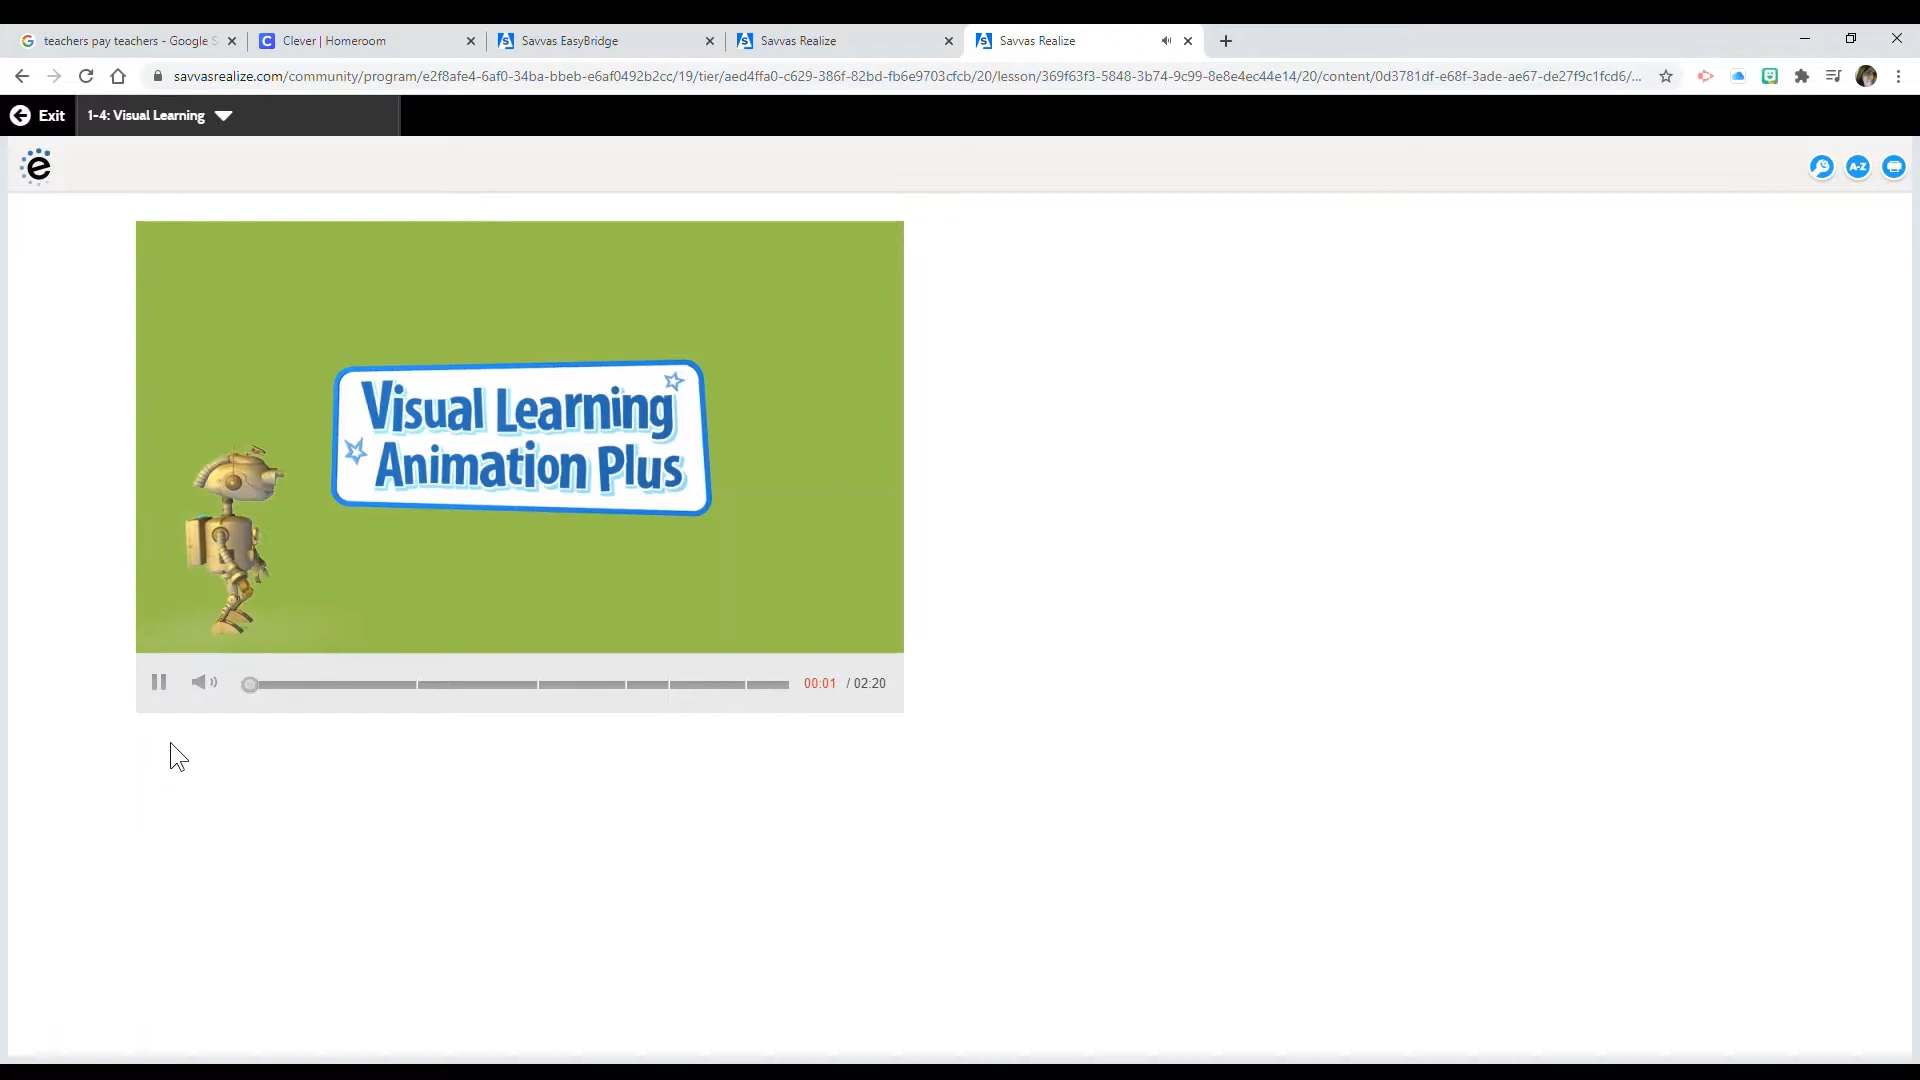 teachers pay teachers - Google S
Clever | Homeroom
Savvas EasyBridge
Savvas Realize
Savvas Realize
savvasrealize.com/community/program/e2f8afe4-6af0-34ba-bbeb-e6af0492b2cc/19/tier/aed4ffa0-c629-386f-82bd-fb6e9703cfcb/20/lesson/369f63f3-5848-3b74-9c99-8e8e4ec44e14/20/content/0d3781df-e68f-3ade-ae67-de27f9c1fcd6/...
Exit
1-4: Visual Learning
e
A-Z
Visual Learning
Animation Plus
00:01 / 02:20